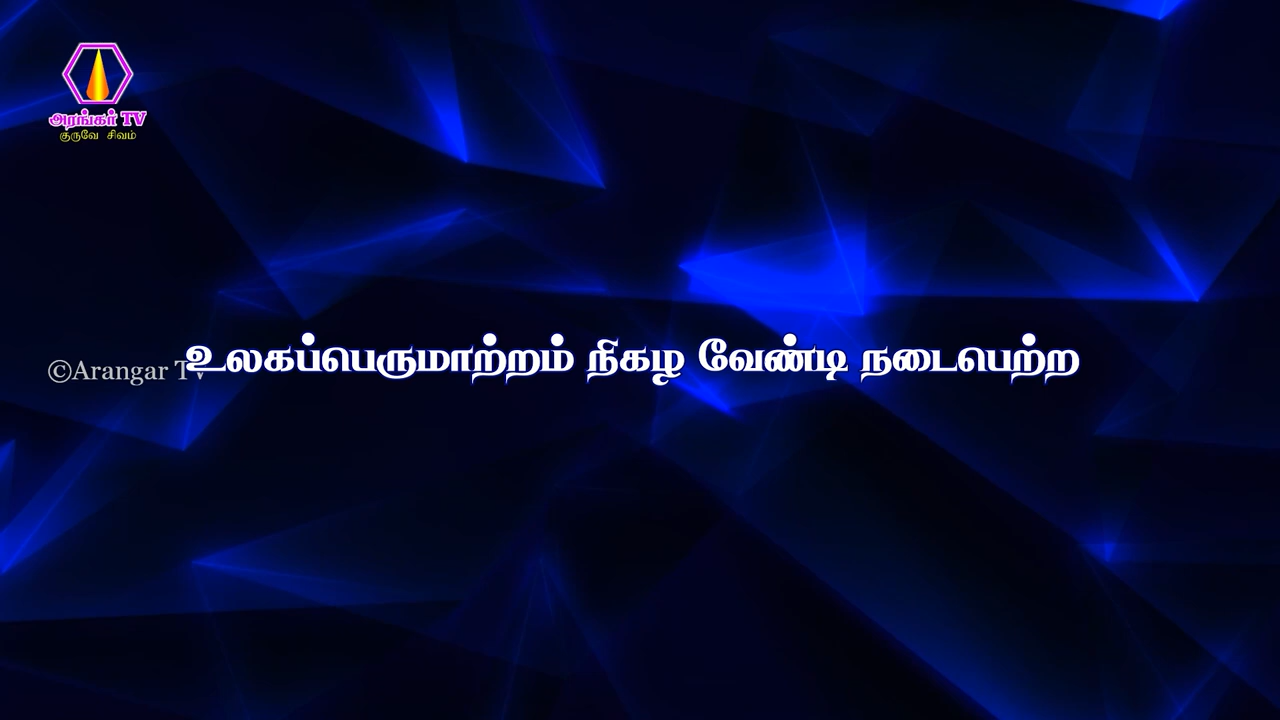 அரங்கர் TV
குருவே சிவம்
உலகப்பெருமாற்றம் நிகழ வேண்டி நடைபெற்ற
©Arangar TV